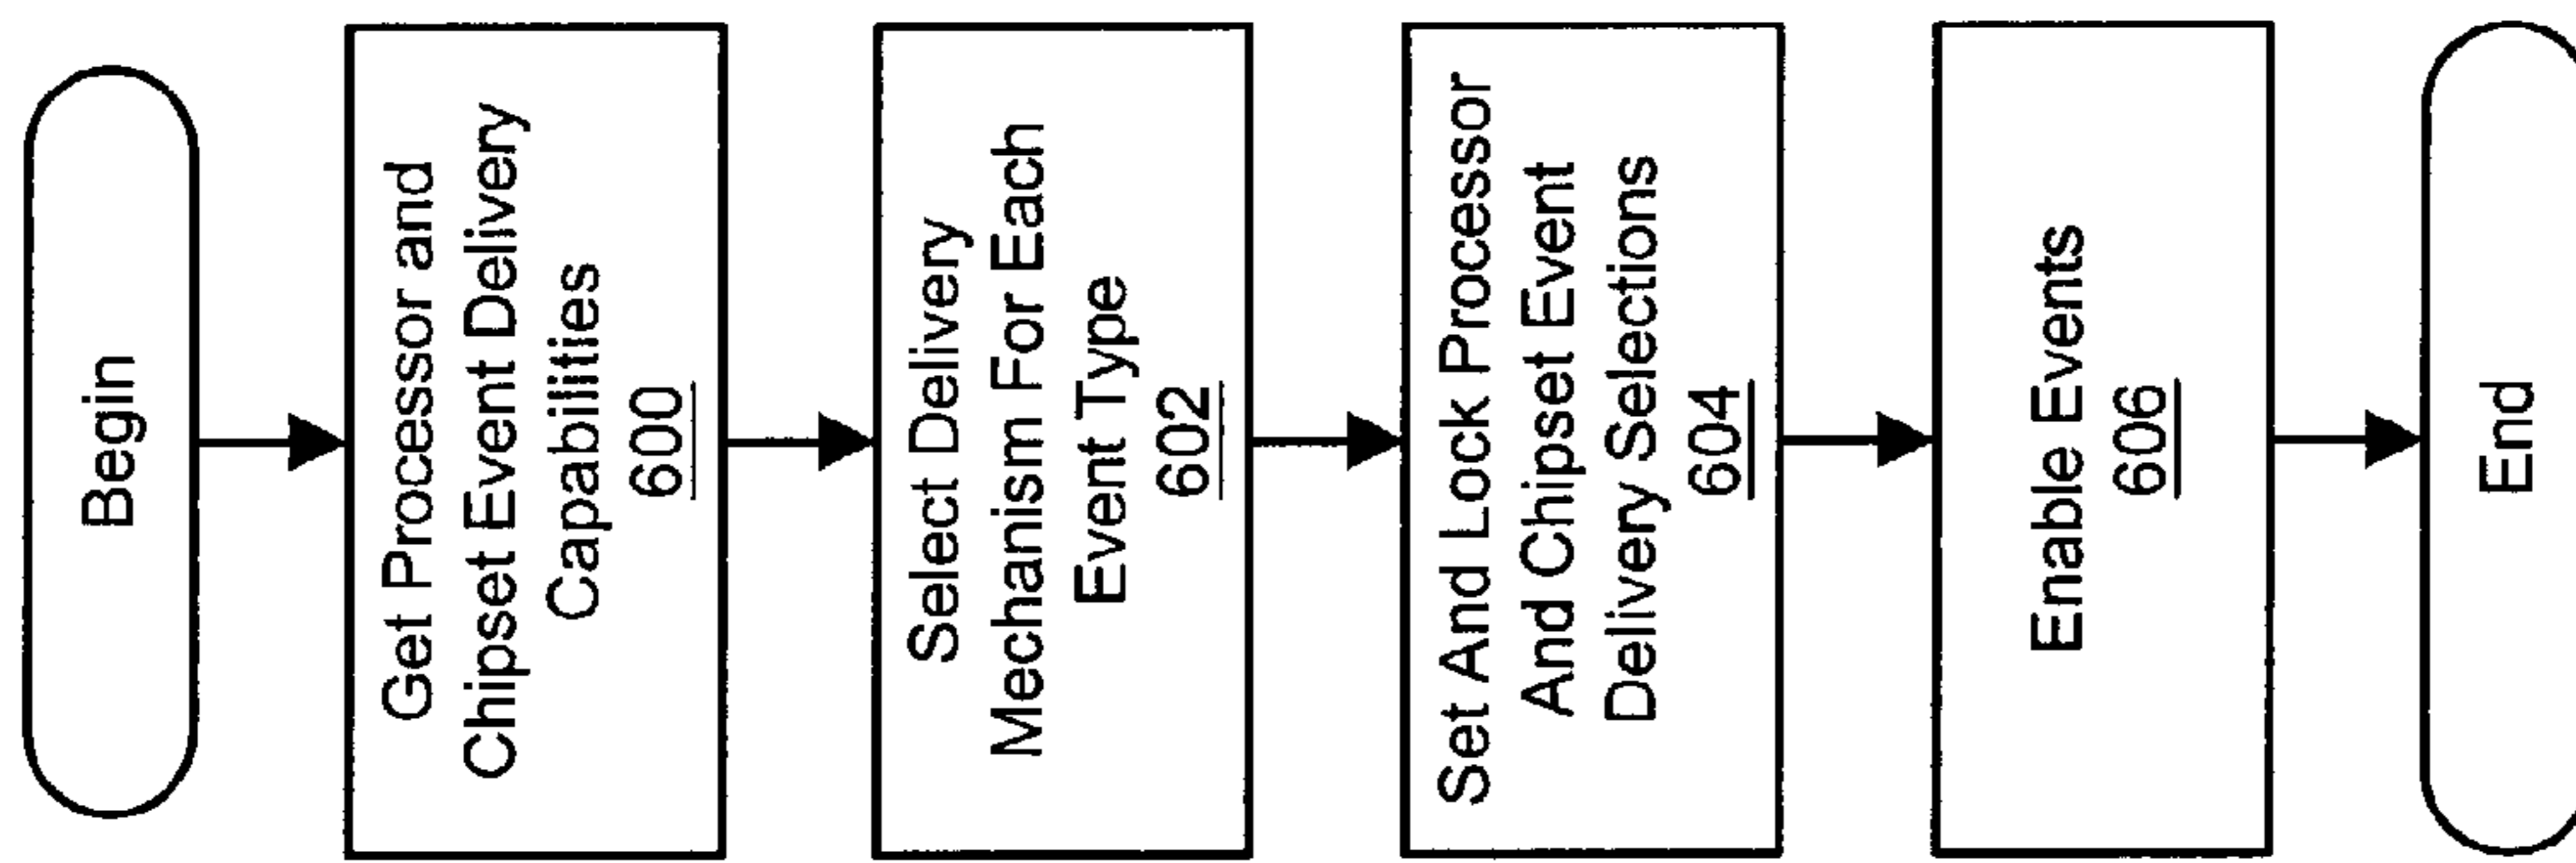 Begin
Get Processor and
Chipset Event Delivery
Capabilities
600
Select Delivery
Mechanism For Each
Event Type
602
Set And Lock Processor
And Chipset Event
Delivery Selections
604
Enable Events
606
End